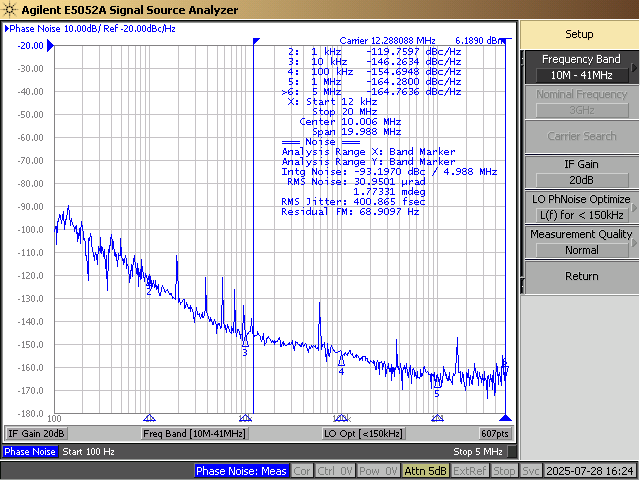 Agilent E5052A Signal Source Analyzer
Phase Noise 10.00dB/ Ref -20.00dBc/Hz
Carrier 12.288088 MHz 6.1890 dBm
2: 1 kHz -119.7597 dBc/Hz
3: 10 kHz -146.2634 dBc/Hz
4: 100 kHz -154.6948 dBc/Hz
5: 1 MHz -164.2800 dBc/Hz
>6: 5 MHz -164.7636 dBc/Hz
X: Start 12 kHz
Stop 20 MHz
Center 10.006 MHz
Span 19.988 MHz
=== Noise ===
Analysis Range X: Band Marker
Analysis Range Y: Band Marker
Intg Noise: -93.1970 dBc / 4.988 MHz
RMS Noise: 30.9501 µrad
1.77331 mdeg
RMS Jitter: 400.865 fsec
Residual FM: 68.9097 Hz
-20.00
-30.00
-40.00
-50.00
-60.00
-70.00
-80.00
-90.00
-100.0
-110.0
-120.0
-130.0
-140.0
-150.0
-160.0
-170.0
-180.0
2
3
4
5
100
IF Gain 20dB
Freq Band [10M-41MHz]
LO Opt [<150kHz]
607pts
Phase Noise
Start 100 Hz
Stop 5 MHz
Setup
Frequency Band
10M - 41MHz
Nominal Frequency
3GHz
Carrier Search
IF Gain
20dB
LO PhNoise Optimize
L(f) for < 150kHz
Measurement Quality
Normal
Return
Phase Noise: Meas
Cor
Ctrl 0V
Pow 0V
Attn 5dB
ExtRef
Stop
Svc
2025-07-28 16:24